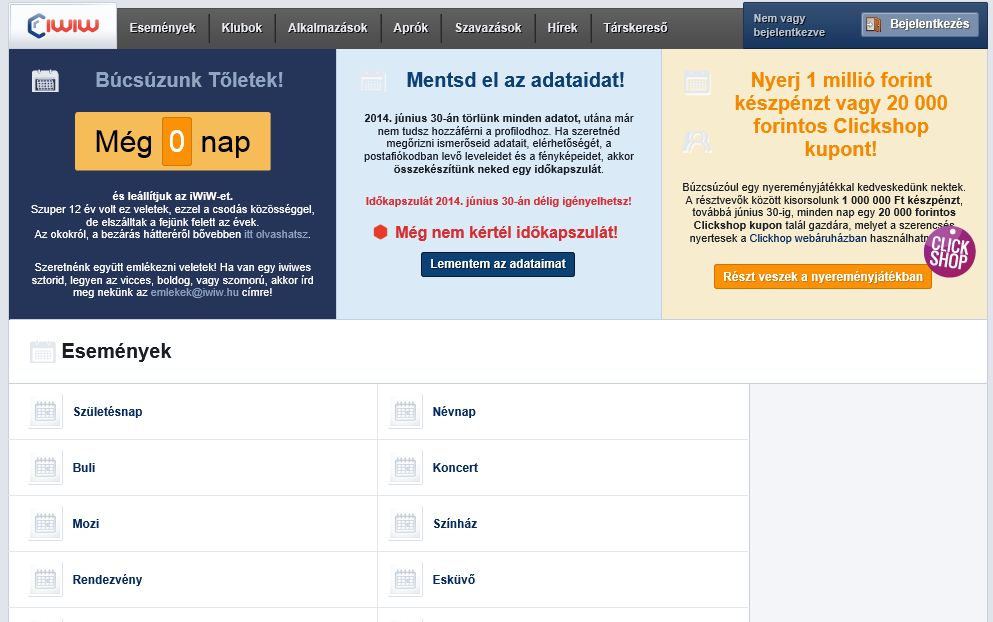 iwiw
Események
Klubok
Alkalmazások
Aprók
Szavazások
Hírek
Társkereső
Nem vagy
bejelentkezve
Bejelentkezés
Búcsúzunk Tőletek!
Még 0 nap
és leállítjuk az iWiW-et.
Szuper 12 év volt ez veletek, ezzel a csodás közösséggel,
de elszálltak a fejünk felett az évek.
Az okokról, a bezárás hátteréről bővebben itt olvashatsz.
Szeretnénk együtt emlékezni veletek! Ha van egy iwiwes
sztorid, legyen az vicces, boldog, vagy szomorú, akkor írd
meg nekünk az emlekek@iwiw.hu címre!
Mentsd el az adataidat!
2014. június 30-án törlünk minden adatot, utána már
nem tudsz hozzáférni a profilodhoz. Ha szeretnéd
megőrizni ismerőseid adatait, elérhetőségét, a
postafiókodban levő leveleidet és a fényképeidet, akkor
összekészítünk neked egy időkapszulát.
Időkapszulát 2014. június 30-án délig igényelhetsz!
Még nem kértél időkapszulát!
Lementem az adataimat
Nyerj 1 millió forint
készpénzt vagy 20 000
forintos Clickshop
kupont!
Búzcsúzóul egy nyereményjátékkal kedveskedünk nektek.
A résztvevők között kisorsolunk 1 000 000 Ft készpénzt,
továbbá június 30-ig, minden nap egy 20 000 forintos
Clickshop kupon talál gazdára, melyet a szerencsés
nyertesek a Clickhop webáruházban
CLICK
SHOP
Részt veszek a nyereményjátékban
Események
Születésnap
Névnap
Buli
Koncert
Mozi
Színház
Rendezvény
Esküvő